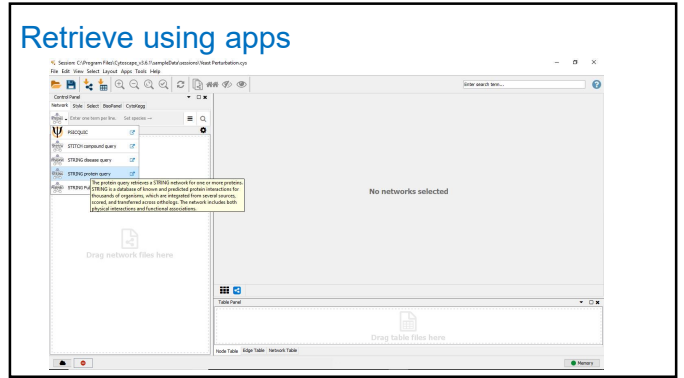 Retrieve using apps
Session: C:\Program Files\Cytoscape_v3.6.1\sampleData\sessions\Yeast Perturbation.cys
File Edit View Select Layout Apps Tools Help
Enter search term...
Control Panel
Network Style Select BooPanel CytoKegg
Enter one term per line. Set species →
PSICQUIC
STITCH compound query
STRING disease query
STRING protein query
STRING Pu
The protein query retrieves a STRING network for one or more proteins.
STRING is a database of known and predicted protein interactions for
thousands of organisms, which are integrated from several sources,
scored, and transferred across orthologs. The network includes both
physical interactions and functional associations.
No networks selected
Drag network files here
Table Panel
Drag table files here
Node Table Edge Table Network Table
Memory